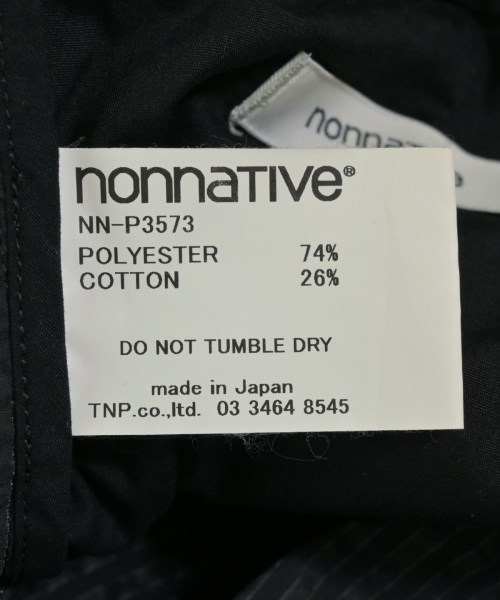 nonnative
nonnative®
NN-P3573
POLYESTER 74%
COTTON 26%
DO NOT TUMBLE DRY
made in Japan
TNP.co.,ltd. 03 3464 8545